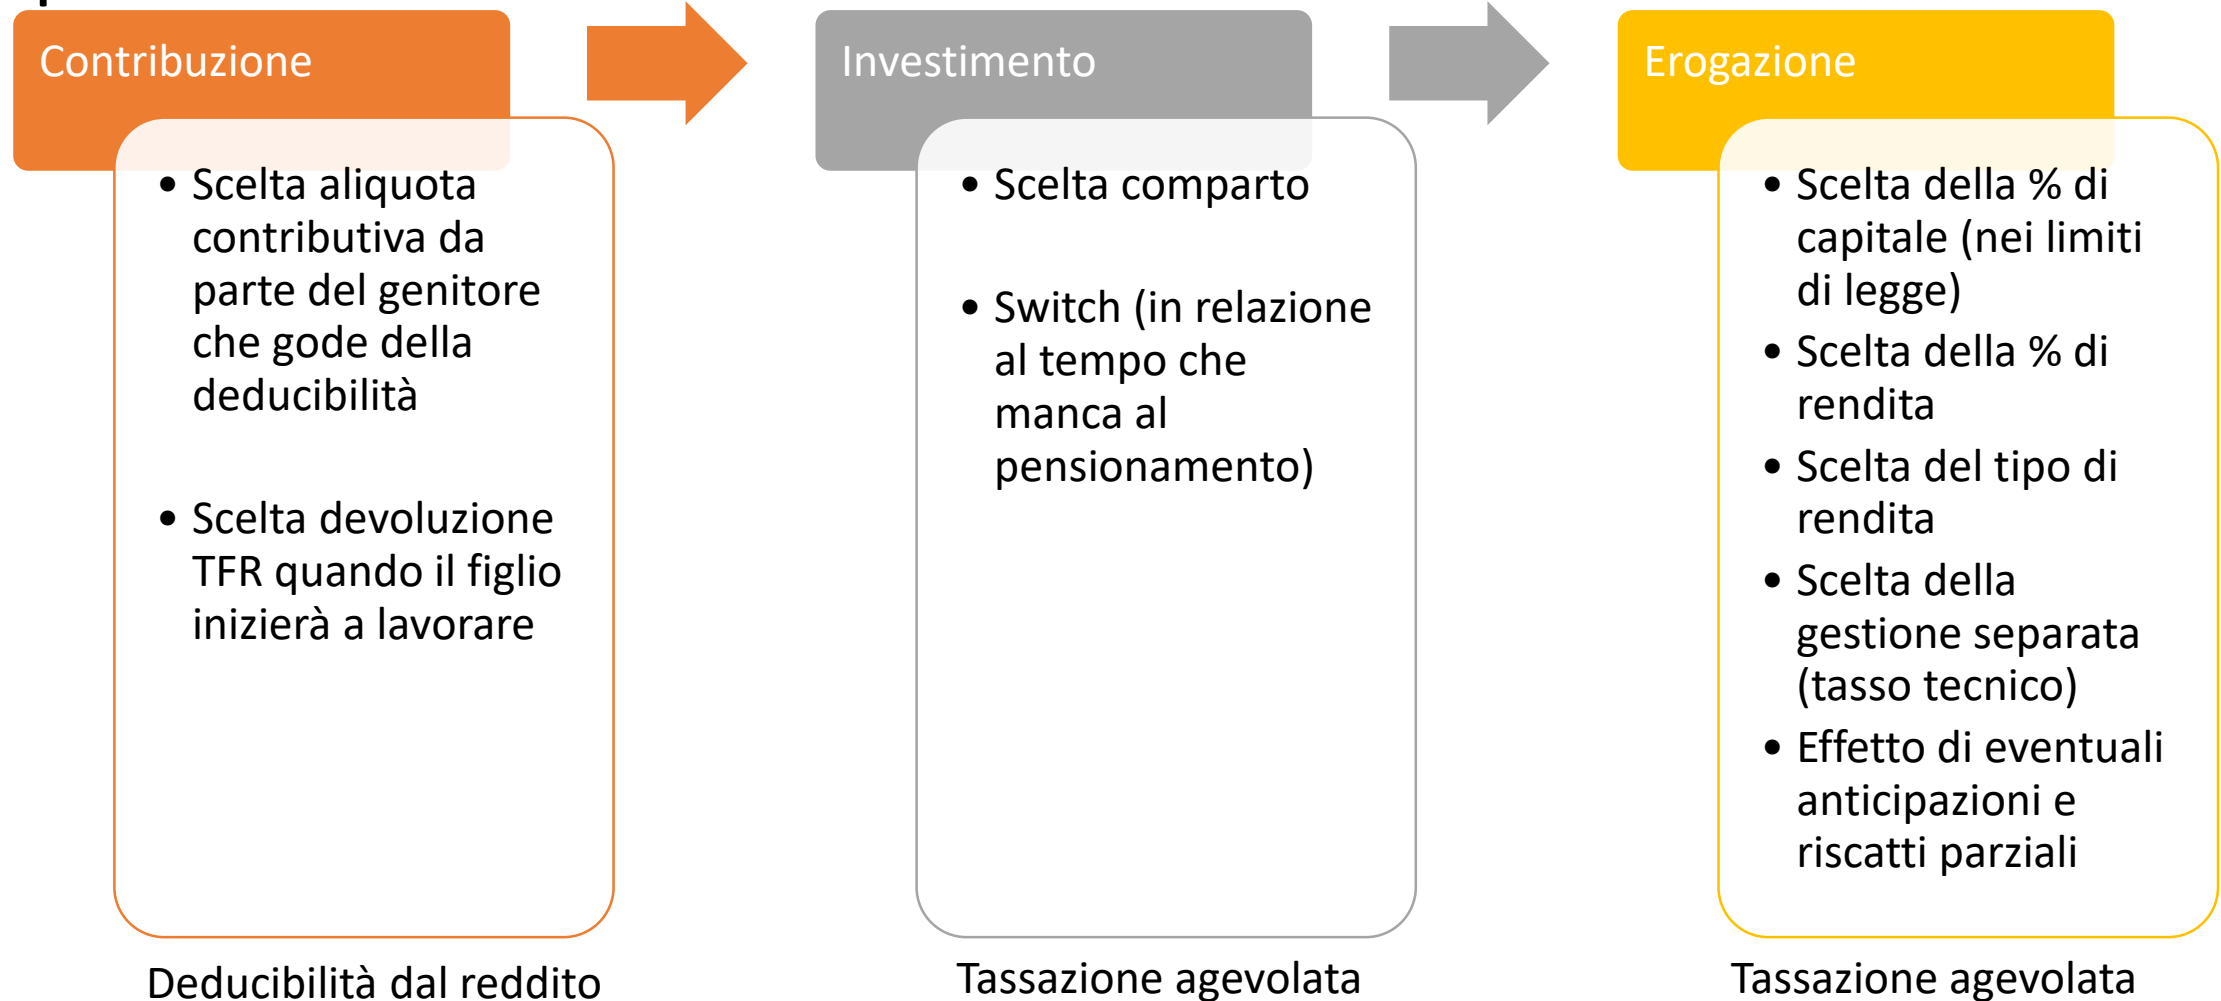 Contribuzione
• Scelta aliquota
contributiva da
parte del genitore
che gode della
deducibilità
• Scelta devoluzione
TFR quando il figlio
inizierà a lavorare
Deducibilità dal reddito
Investimento
• Scelta comparto
• Switch (in relazione
al tempo che
manca al
pensionamento)
Tassazione agevolata
Erogazione
• Scelta della % di
capitale (nei limiti
di legge)
• Scelta della % di
rendita
• Scelta del tipo di
rendita
• Scelta della
gestione separata
(tasso tecnico)
• Effetto di eventuali
anticipazioni e
riscatti parziali
Tassazione agevolata